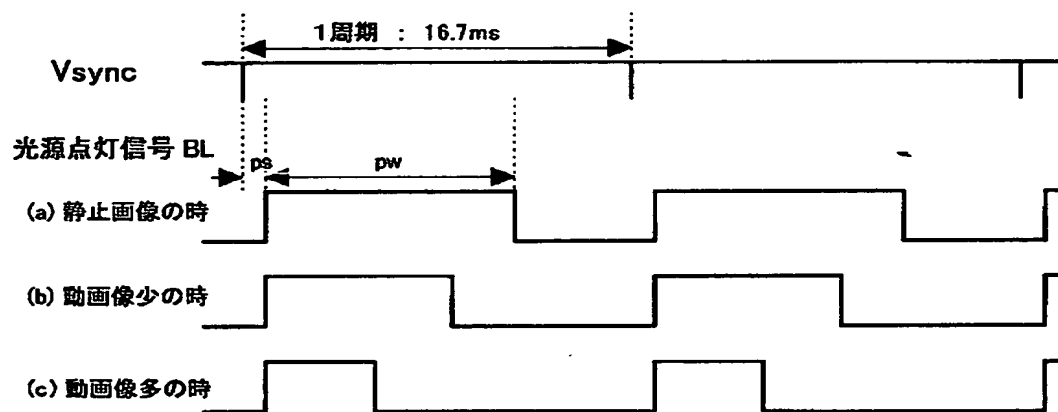 1周期 : 16.7ms
Vsync
光源点灯信号 BL
ps
pw
(a) 静止画像の時
(b) 動画像少の時
(c) 動画像多の時